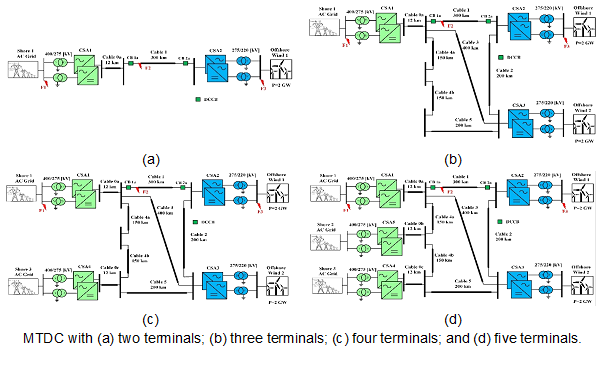 Shore 1
AC Grid
400/275 [kV]
CSA1
Cable 0a
12 km
CB 1a
Cable 1
300 km
CB 1c
CSA2
275/220 [kV]
Offshore
Wind 1
P=2 GW
F1
F2
F3
DCCB
(a)
Shore 1
AC Grid
400/275 [kV]
CSA1
Cable 0a
12 km
CB 1a
Cable 1
300 km
CB 2c
CSA2
275/220 [kV]
Offshore
Wind 1
P=2 GW
F1
F2
F3
Cable 4a
150 km
Cable 3
400 km
DCCB
Cable 2
200 km
Cable 4b
150 km
Cable 5
200 km
CSA3
275/220 [kV]
Offshore
Wind 2
P=2 GW
(b)
Shore 1
AC Grid
400/275 [kV]
CSA1
Cable 0a
12 km
CB 1a
Cable 1
300 km
CB 1c
CSA2
275/220 [kV]
Offshore
Wind 1
P=2 GW
F1
F2
F3
Cable 4a
150 km
Cable 3
400 km
DCCB
Cable 2
200 km
Cable 4b
150 km
Shore 3
AC Grid
400/275 [kV]
CSA4
Cable 0c
12 km
Cable 5
200 km
CSA3
275/220 [kV]
Offshore
Wind 2
P=2 GW
(c)
Shore 1
AC Grid
400/275 [kV]
CSA1
Cable 0a
12 km
CB 1a
Cable 1
300 km
CB 1c
CSA2
275/220 [kV]
Offshore
Wind 1
P=2 GW
F1
F2
F3
Shore 2
AC Grid
400/275 [kV]
CSA5
Cable 0b
12 km
Cable 4a
150 km
Cable 3
400 km
DCCB
Cable 2
200 km
Cable 4b
150 km
Shore 3
AC Grid
400/275 [kV]
CSA4
Cable 0c
12 km
Cable 5
200 km
CSA3
275/220 [kV]
Offshore
Wind 2
P=2 GW
(d)
MTDC with (a) two terminals; (b) three terminals; (c) four terminals; and (d) five terminals.